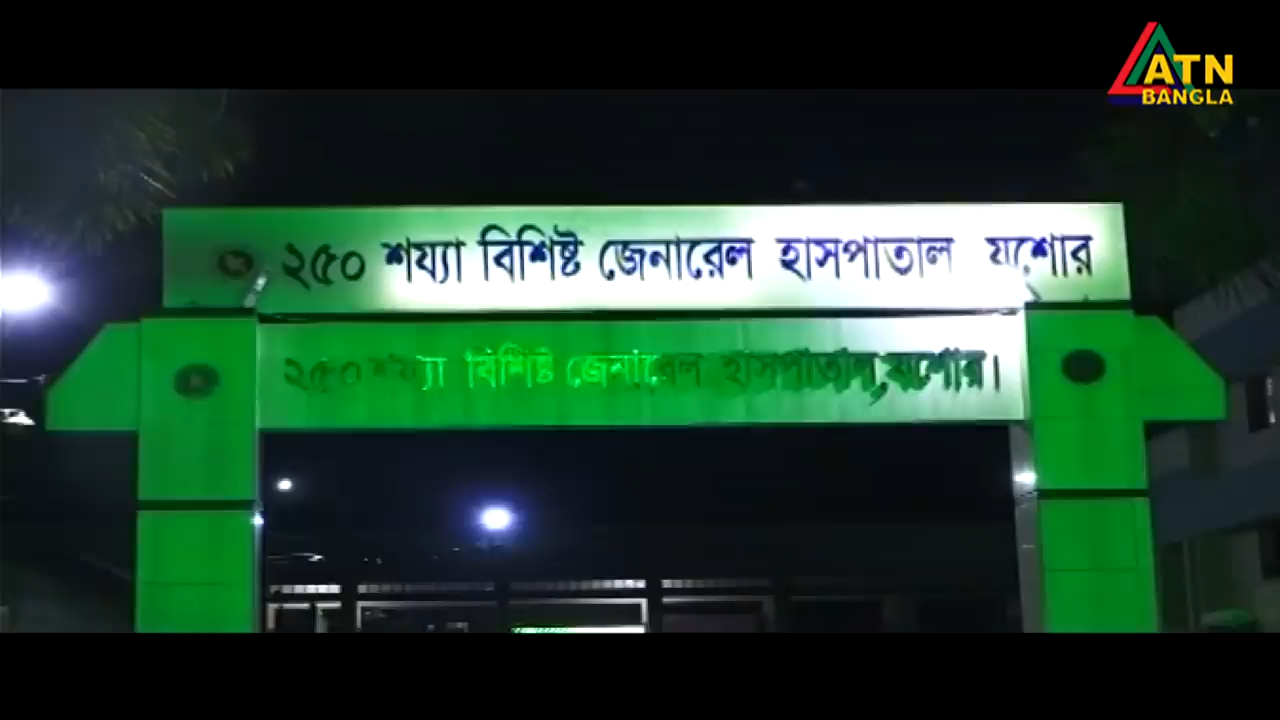 ATN
BANGLA
২৫০ শয্যা বিশিষ্ট জেনারেল হাসপাতাল যশোর
২৫০ শয্যা বিশিষ্ট জেনারেল হাসপাতাল, যশোর।